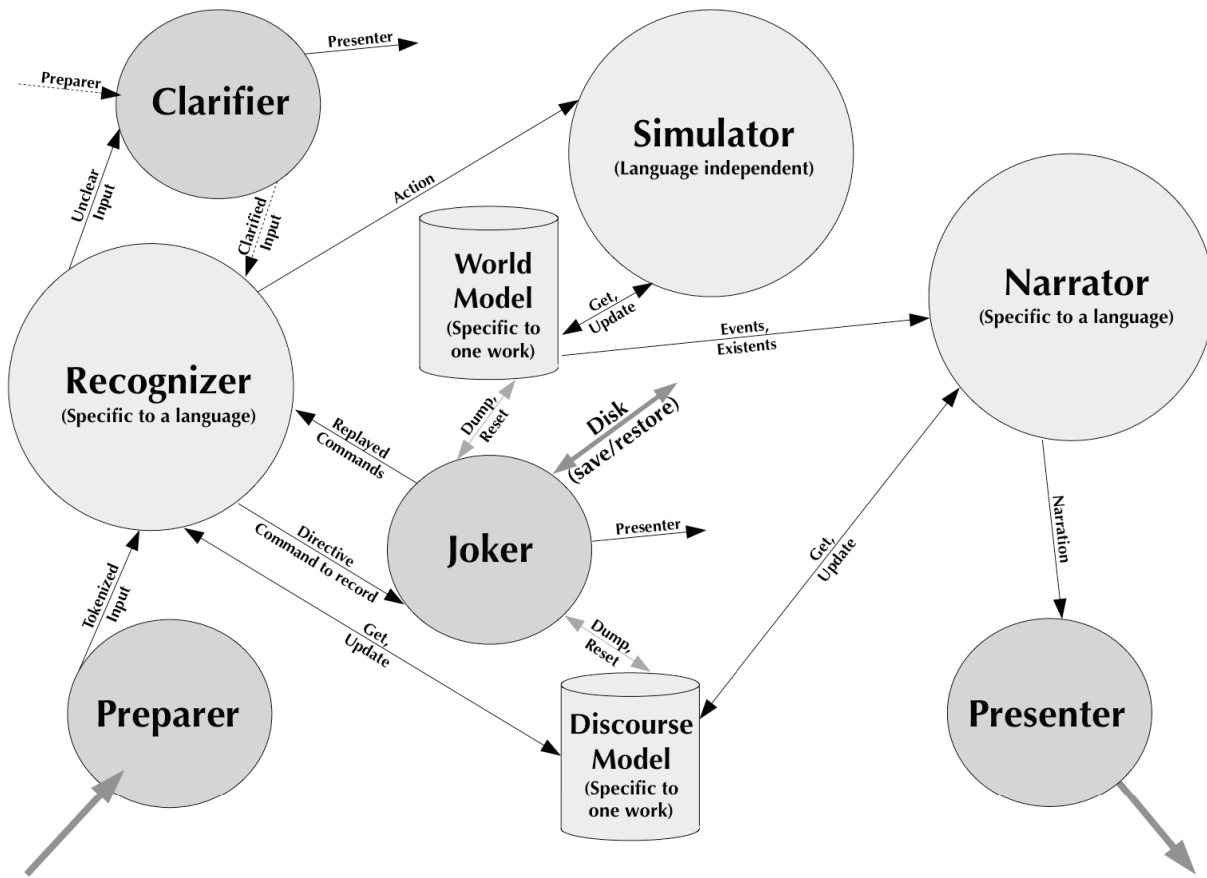 Presenter
Preparer
Clarifier
Unclear
Input
Clarified
Input
Action
Simulator
(Language independent)
World
Model
(Specific to
one work)
Get,
Update
Events,
Existents
Narrator
(Specific to a language)
Recognizer
(Specific to a language)
Replayed
Commands
Dump,
Reset
Disk
(save/restore)
Directive
Command to record
Joker
Presenter
Get,
Update
Narration
Tokenized
Input
Get,
Update
Dump,
Reset
Preparer
Discourse
Model
(Specific to
one work)
Presenter